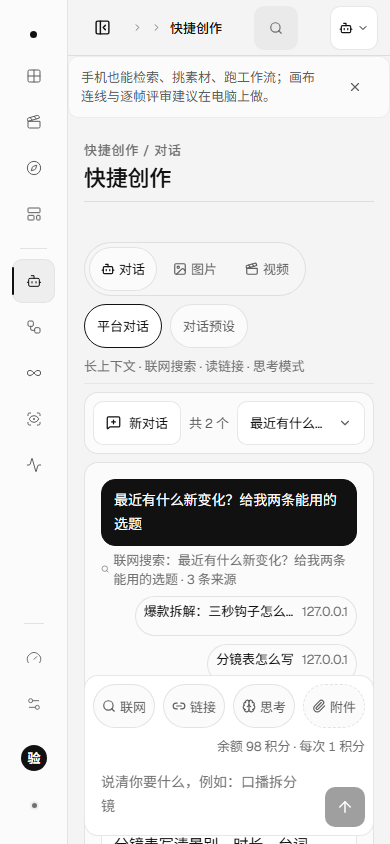 快捷创作
手机也能检索、挑素材、跑工作流；画布
连线与逐帧评审建议在电脑上做。
快捷创作 / 对话
快捷创作
对话 图片 视频
平台对话 对话预设
长上下文 · 联网搜索 · 读链接 · 思考模式
新对话 共 2 个 最近有什么...
最近有什么新变化？给我两条能用的
选题
联网搜索：最近有什么新变化？给我两条
能用的选题 · 3 条来源
爆款拆解：三秒钩子怎么... 127.0.0.1
分镜表怎么写 127.0.0.1
联网 链接 思考 附件
余额 98 积分 · 每次 1 积分
说清你要什么，例如：口播拆分
镜
验